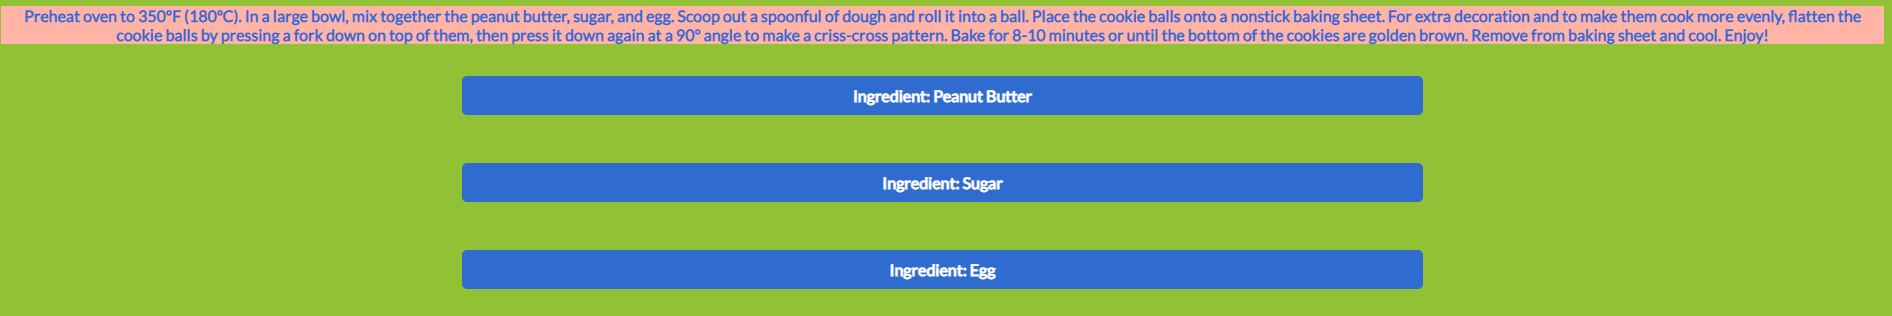 Preheat oven to 350°F (180°C). In a large bowl, mix together the peanut butter, sugar, and egg. Scoop out a spoonful of dough and roll it into a ball. Place the cookie balls onto a nonstick baking sheet. For extra decoration and to make them cook more evenly, flatten the
cookie balls by pressing a fork down on top of them, then press it down again at a 90° angle to make a criss-cross pattern. Bake for 8-10 minutes or until the bottom of the cookies are golden brown. Remove from baking sheet and cool. Enjoy!
Ingredient: Peanut Butter
Ingredient: Sugar
Ingredient: Egg